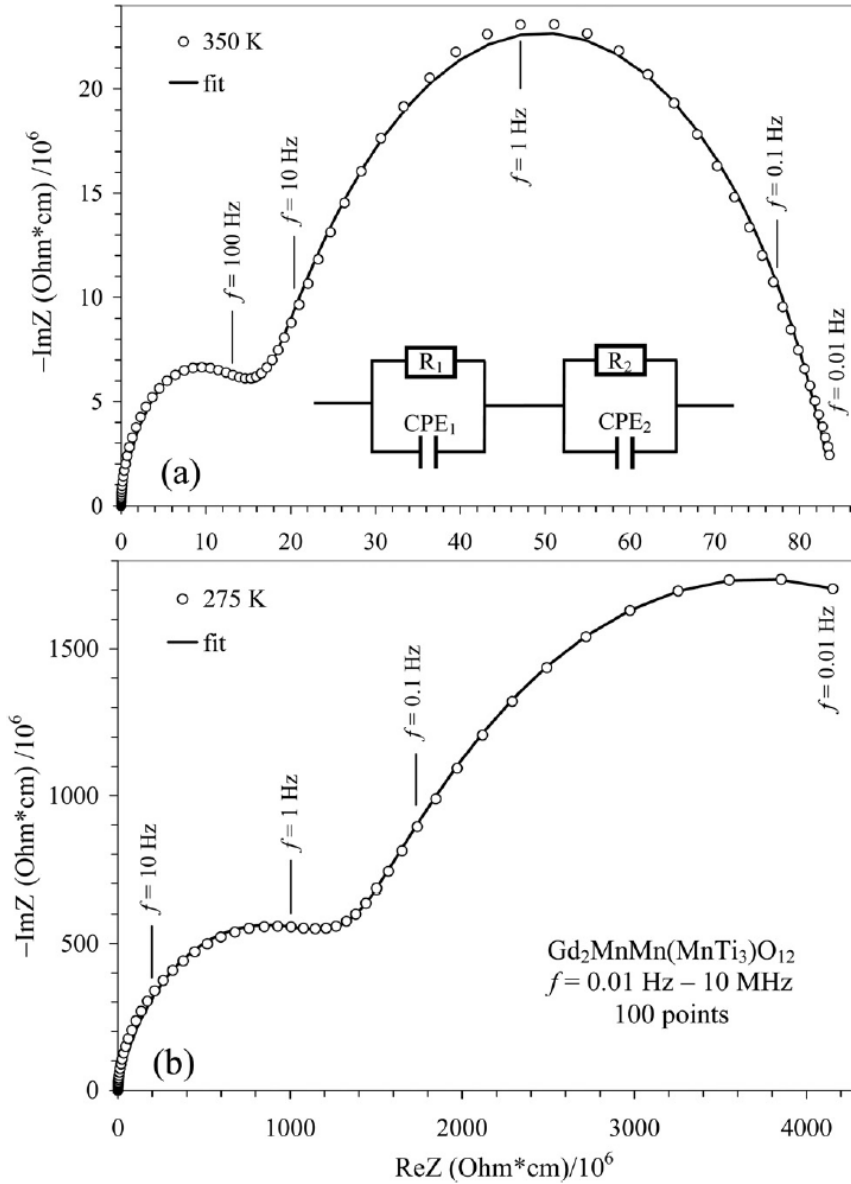 350 K
fit
f = 100 Hz
f = 10 Hz
f = 1 Hz
f = 0.1 Hz
f = 0.01 Hz
−ImZ (Ohm*cm) /10⁶
20
15
10
5
0
R₁
CPE₁
R₂
CPE₂
(a)
0 10 20 30 40 50 60 70 80
275 K
fit
f = 10 Hz
f = 1 Hz
f = 0.1 Hz
f = 0.01 Hz
−ImZ (Ohm*cm) /10⁶
1500
1000
500
0
Gd₂MnMn(MnTi₃)O₁₂
f = 0.01 Hz – 10 MHz
100 points
(b)
0 1000 2000 3000 4000
ReZ (Ohm*cm)/10⁶